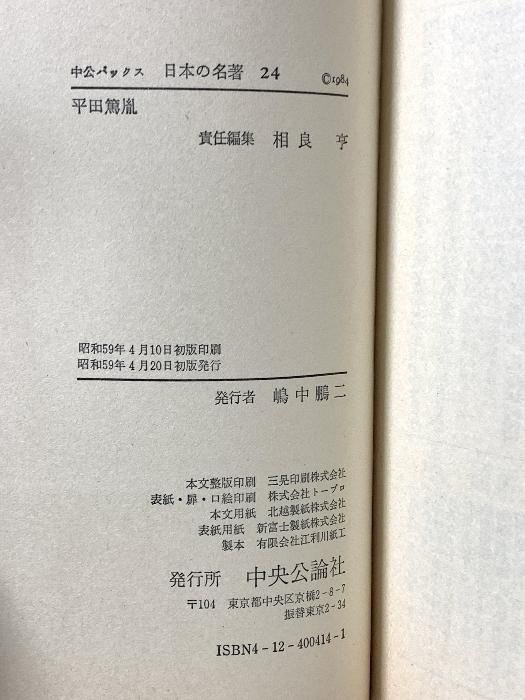 中公バックス 日本の名著 24 ©1984
平田篤胤
責任編集 相良 亨
昭和59年4月10日初版印刷
昭和59年4月20日初版発行
発行者 嶋中鵬二
本文整版印刷 三晃印刷株式会社
表紙・扉・口絵印刷 株式会社トープロ
本文用紙 北越製紙株式会社
表紙用紙 新富士製紙株式会社
製本 有限会社江利川紙工
発行所 中央公論社
〒104 東京都中央区京橋2-8-7
振替東京2-34
ISBN4-12-400414-1